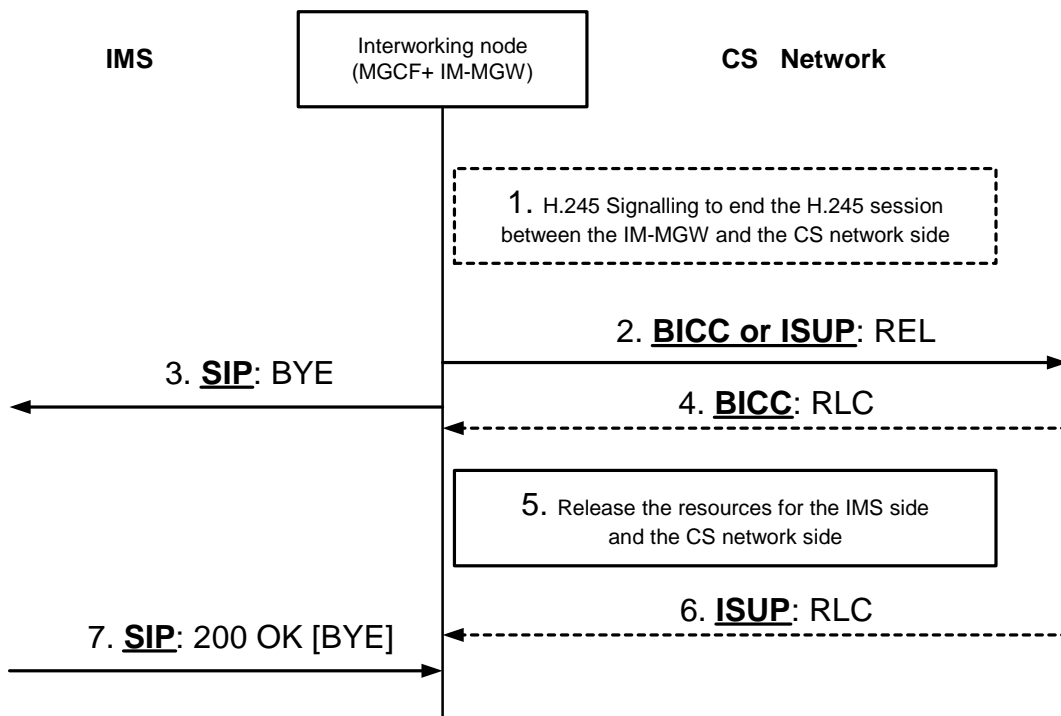 IMS
Interworking node
(MGCF+ IM-MGW)
CS Network
1. H.245 Signalling to end the H.245 session
between the IM-MGW and the CS network side
2. BICC or ISUP: REL
3. SIP: BYE
4. BICC: RLC
5. Release the resources for the IMS side
and the CS network side
6. ISUP: RLC
7. SIP: 200 OK [BYE]